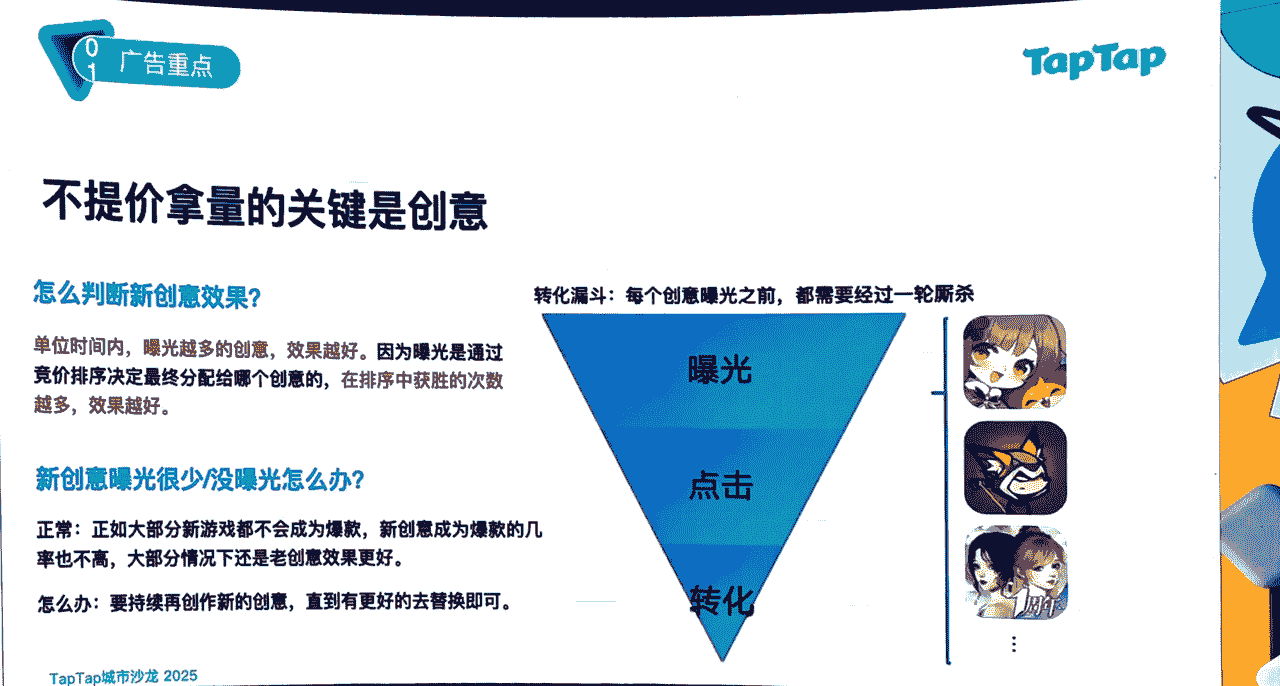 01
广告重点
TapTap
不提价拿量的关键是创意
怎么判断新创意效果?
单位时间内，曝光越多的创意，效果越好。因为曝光是通过
竞价排序决定最终分配给哪个创意的，在排序中获胜的次数
越多，效果越好。
新创意曝光很少/没曝光怎么办?
正常：正如大部分新游戏都不会成为爆款，新创意成为爆款的几
率也不高，大部分情况下还是老创意效果更好。
怎么办：要持续再创作新的创意，直到有更好的去替换即可。
转化漏斗：每个创意曝光之前，都需要经过一轮厮杀
曝光
点击
转化
周年
⋮
TapTap城市沙龙 2025